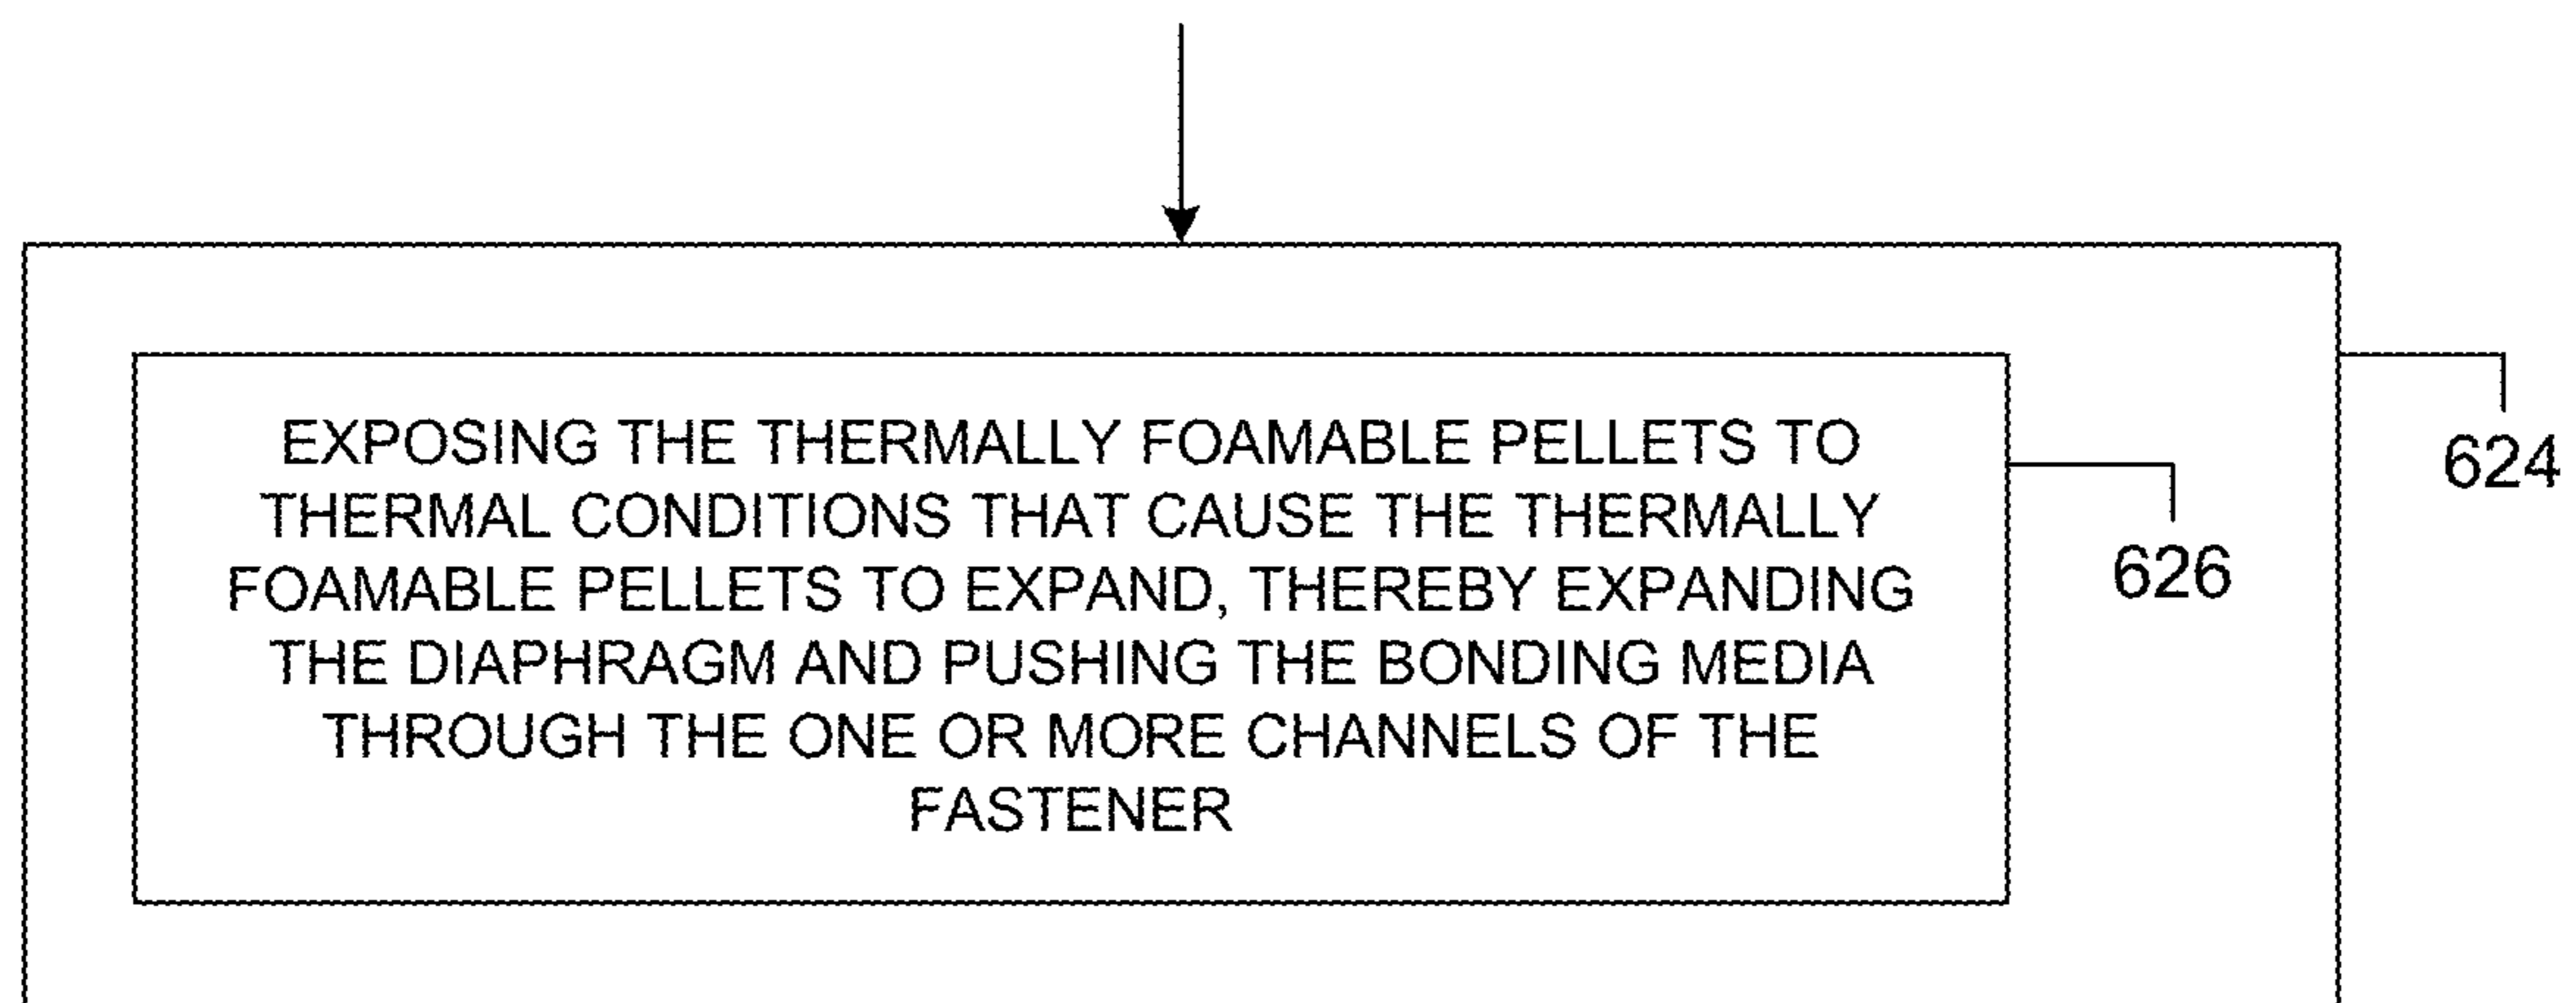 EXPOSING THE THERMALLY FOAMABLE PELLETS TO
THERMAL CONDITIONS THAT CAUSE THE THERMALLY
FOAMABLE PELLETS TO EXPAND, THEREBY EXPANDING
THE DIAPHRAGM AND PUSHING THE BONDING MEDIA
THROUGH THE ONE OR MORE CHANNELS OF THE
FASTENER
624
626